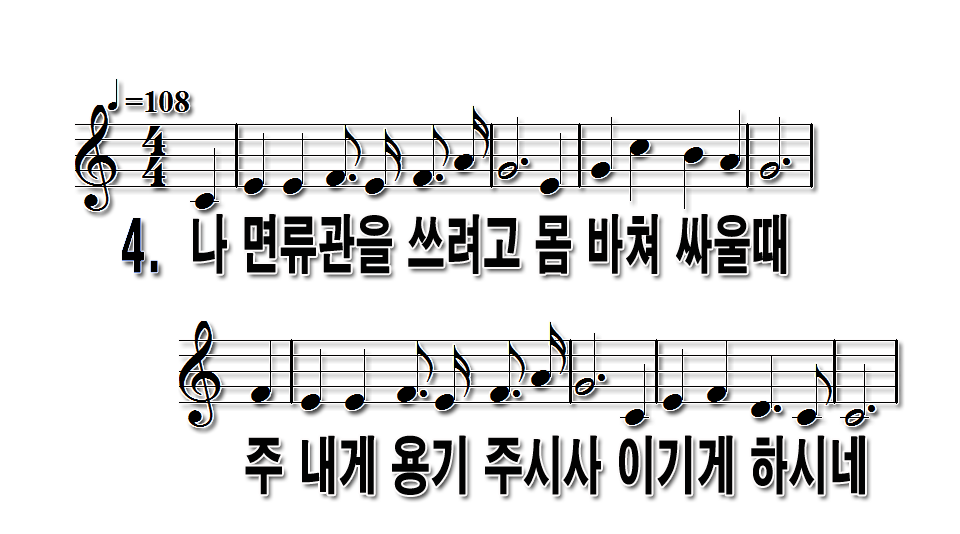 ♩=108
4
4
4. 나 면류관을 쓰려고 몸 바쳐 싸울때
주 내게 용기 주시사 이기게 하시네